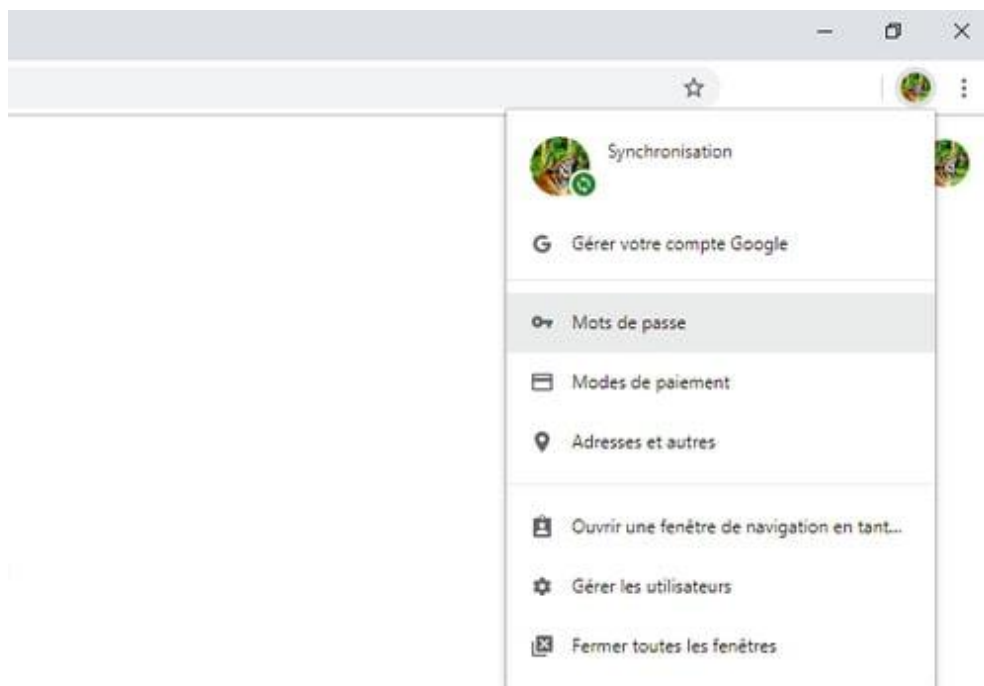 Synchronisation
Gérer votre compte Google
Mots de passe
Modes de paiement
Adresses et autres
Ouvrir une fenêtre de navigation en tant...
Gérer les utilisateurs
Fermer toutes les fenêtres